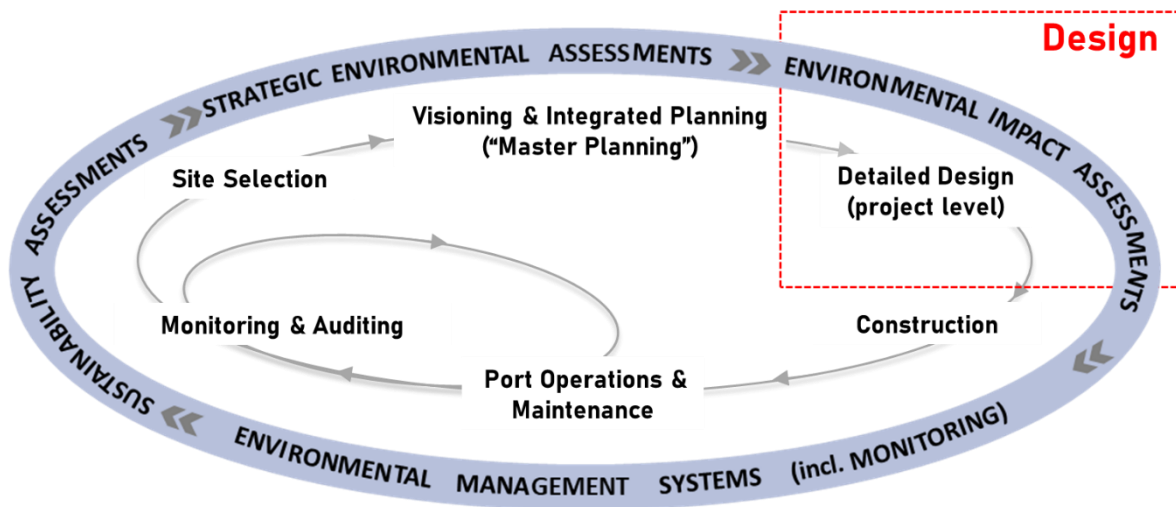 Design
STRATEGIC ENVIRONMENTAL ASSESSMENTS
ENVIRONMENTAL IMPACT ASSESSMENTS
Visioning & Integrated Planning
(“Master Planning”)
Site Selection
Detailed Design
(project level)
Monitoring & Auditing
Construction
Port Operations &
Maintenance
SUSTAINABILITY ASSESSMENTS
ENVIRONMENTAL MANAGEMENT SYSTEMS (incl. MONITORING)